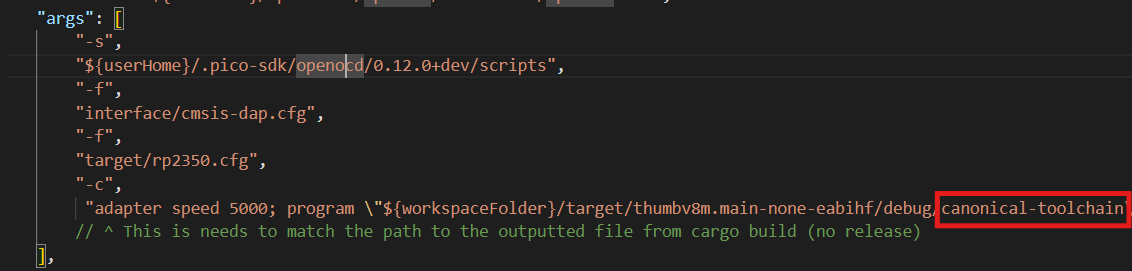 "args": [
"-s",
"${userHome}/.pico-sdk/openocd/0.12.0+dev/scripts",
"-f",
"interface/cmsis-dap.cfg",
"-f",
"target/rp2350.cfg",
"-c",
"adapter speed 5000; program \"${workspaceFolder}/target/thumbv8m.main-none-eabihf/debug/canonical-toolchain\
// ^ This is needs to match the path to the outputted file from cargo build (no release)
],